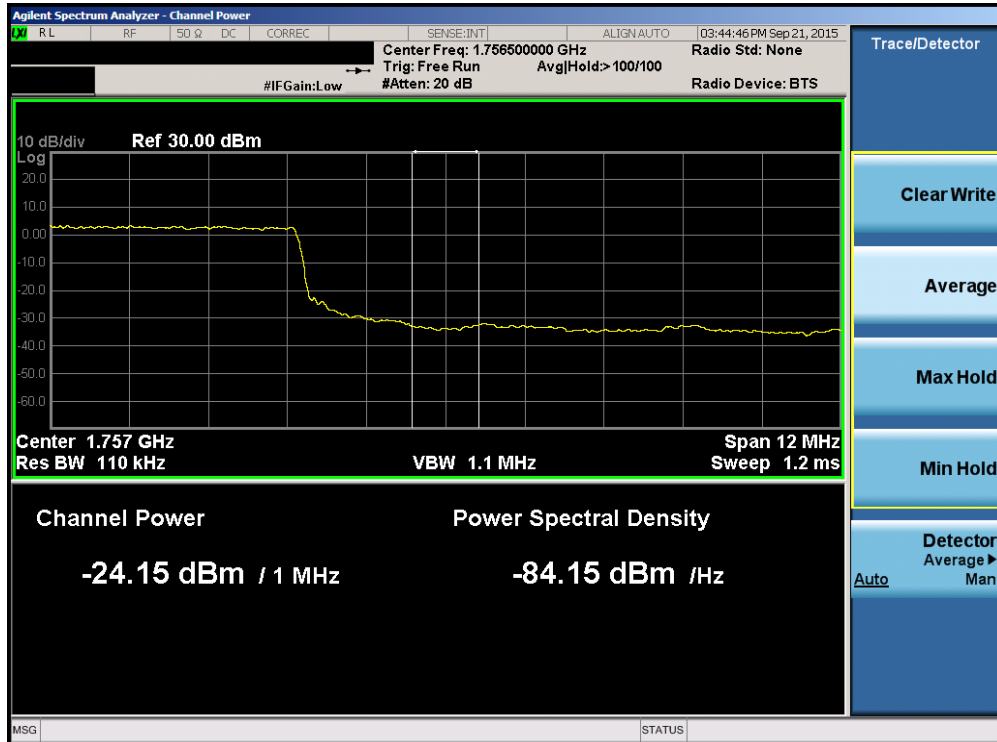 Agilent Spectrum Analyzer - Channel Power
LXI RL RF 50 Ω DC CORREC SENSE:INT ALIGN AUTO 03:44:46 PM Sep 21, 2015
Center Freq: 1.756500000 GHz Radio Std: None
Trig: Free Run Avg|Hold:> 100/100
#IFGain:Low #Atten: 20 dB Radio Device: BTS
10 dB/div Ref 30.00 dBm
Log
20.0
10.0
0.00
-10.0
-20.0
-30.0
-40.0
-50.0
-60.0
Center 1.757 GHz Span 12 MHz
Res BW 110 kHz VBW 1.1 MHz Sweep 1.2 ms
Channel Power Power Spectral Density
-24.15 dBm / 1 MHz -84.15 dBm /Hz
MSG STATUS
Trace/Detector
Clear Write
Average
Max Hold
Min Hold
Detector
Average▶
Auto Man